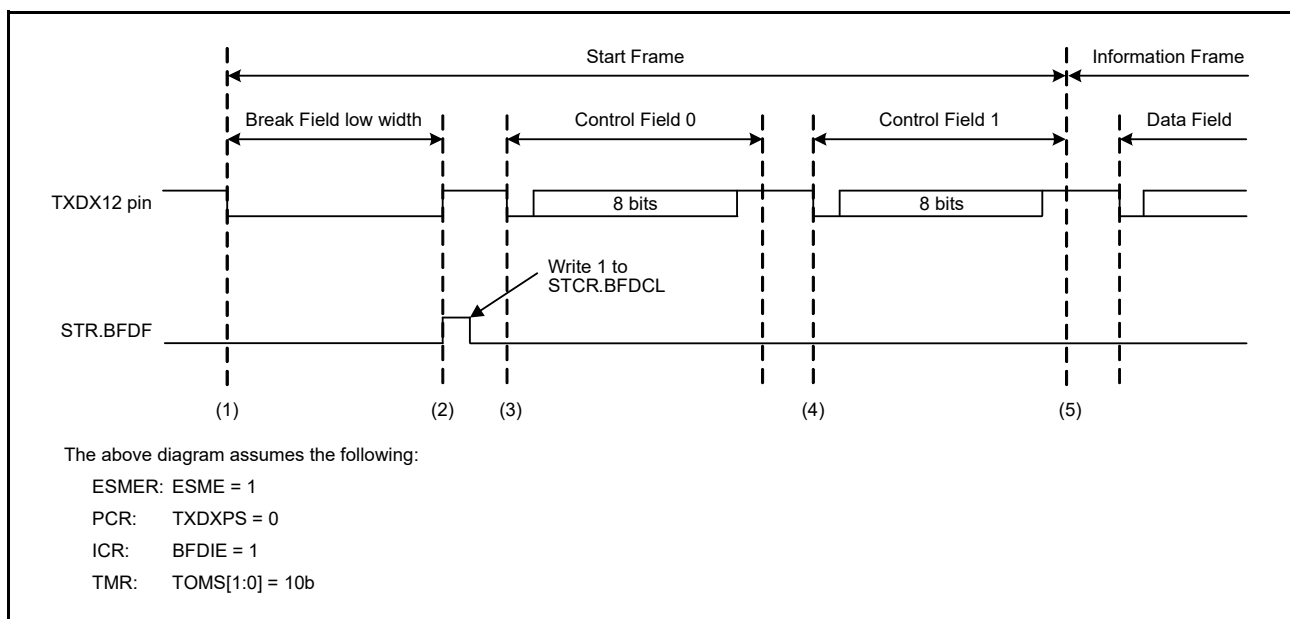 Start Frame
Information Frame
Break Field low width
Control Field 0
Control Field 1
Data Field
TXDX12 pin
8 bits
8 bits
Write 1 to
STCR.BFDCL
STR.BFDF
(1)
(2)
(3)
(4)
(5)
The above diagram assumes the following:
ESMER: ESME = 1
PCR: TXDXPS = 0
ICR: BFDIE = 1
TMR: TOMS[1:0] = 10b